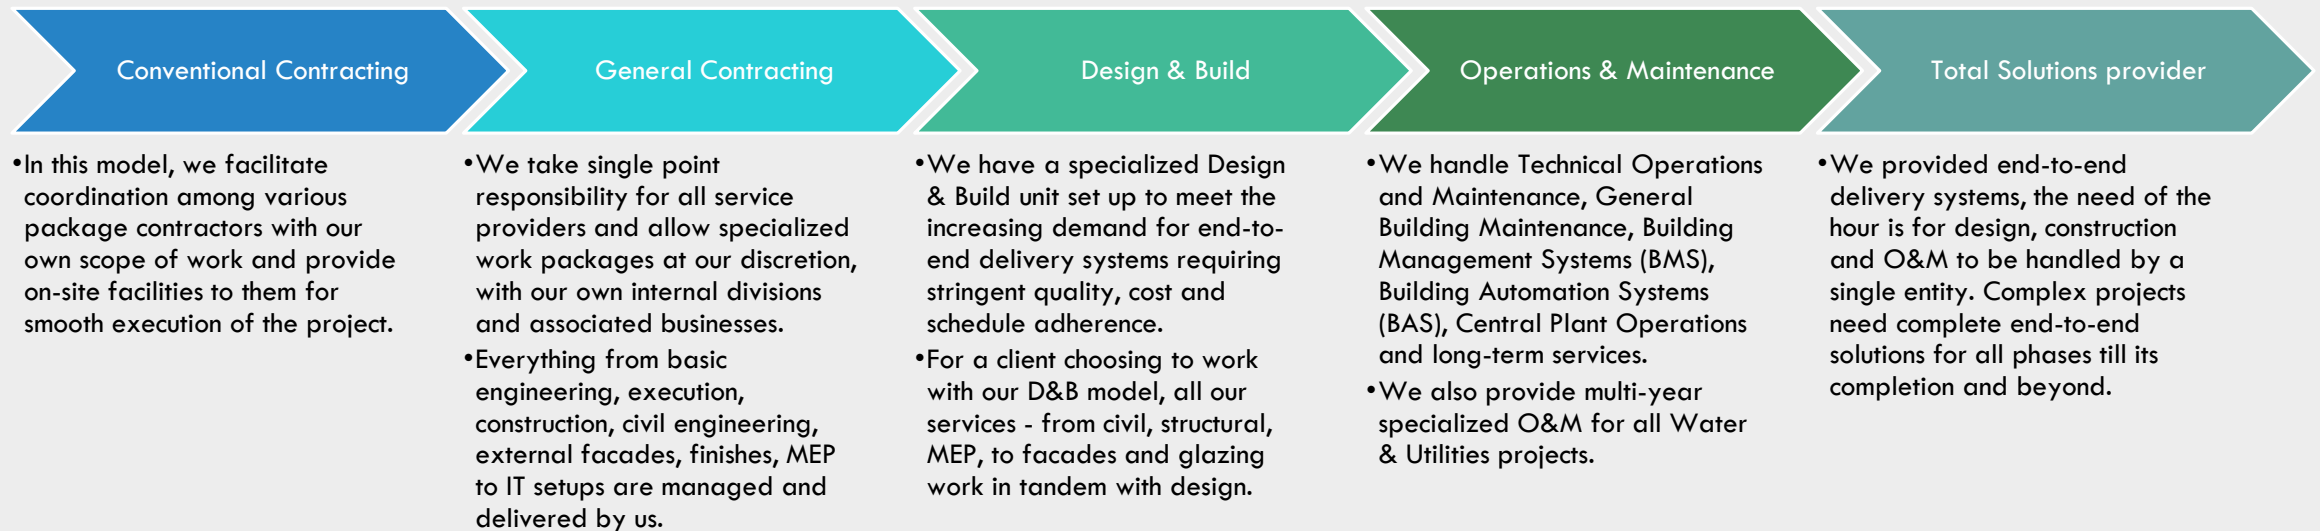 Conventional Contracting
•In this model, we facilitate
coordination among various
package contractors with our
own scope of work and provide
on-site facilities to them for
smooth execution of the project.
General Contracting
•We take single point
responsibility for all service
providers and allow specialized
work packages at our discretion,
with our own internal divisions
and associated businesses.
•Everything from basic
engineering, execution,
construction, civil engineering,
external facades, finishes, MEP
to IT setups are managed and
delivered by us.
Design & Build
•We have a specialized Design
& Build unit set up to meet the
increasing demand for end-to-
end delivery systems requiring
stringent quality, cost and
schedule adherence.
•For a client choosing to work
with our D&B model, all our
services - from civil, structural,
MEP, to facades and glazing
work in tandem with design.
Operations & Maintenance
•We handle Technical Operations
and Maintenance, General
Building Maintenance, Building
Management Systems (BMS),
Building Automation Systems
(BAS), Central Plant Operations
and long-term services.
•We also provide multi-year
specialized O&M for all Water
& Utilities projects.
Total Solutions provider
•We provided end-to-end
delivery systems, the need of the
hour is for design, construction
and O&M to be handled by a
single entity. Complex projects
need complete end-to-end
solutions for all phases till its
completion and beyond.